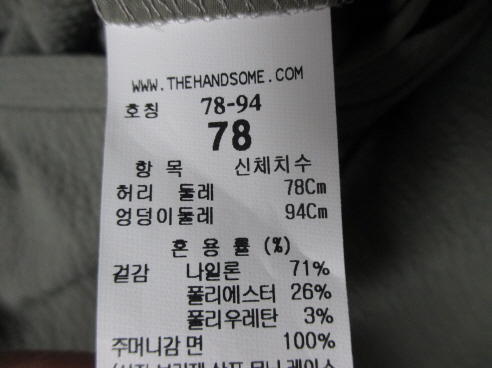 WWW.THEHANDSOME.COM
호칭 78-94
78
항 목 신체치수
허리 둘레 78Cm
엉덩이둘레 94Cm
혼 용 률 (%)
겉감 나일론 71%
폴리에스터 26%
폴리우레탄 3%
주머니감 면 100%